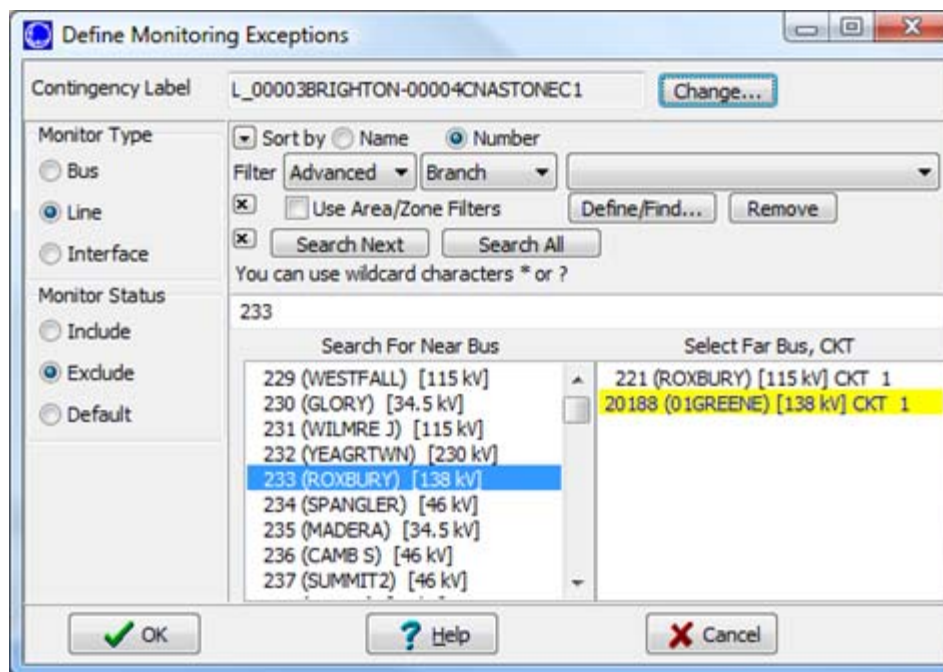 Define Monitoring Exceptions
Contingency Label L_00003BRIGHTON-00004CNASTONEC1 Change...
Monitor Type
Bus
Line
Interface
Monitor Status
Include
Exclude
Default
Sort by Name Number
Filter Advanced Branch
Use Area/Zone Filters Define/Find... Remove
Search Next Search All
You can use wildcard characters * or ?
233
Search For Near Bus
229 (WESTFALL) [115 kV]
230 (GLORY) [34.5 kV]
231 (WILMRE J) [115 kV]
232 (YEAGRTWN) [230 kV]
233 (ROXBURY) [138 kV]
234 (SPANGLER) [46 kV]
235 (MADERA) [34.5 kV]
236 (CAMB S) [46 kV]
237 (SUMMIT2) [46 kV]
Select Far Bus, CKT
221 (ROXBURY) [115 kV] CKT 1
20188 (01GREENE) [138 kV] CKT 1
OK Help Cancel